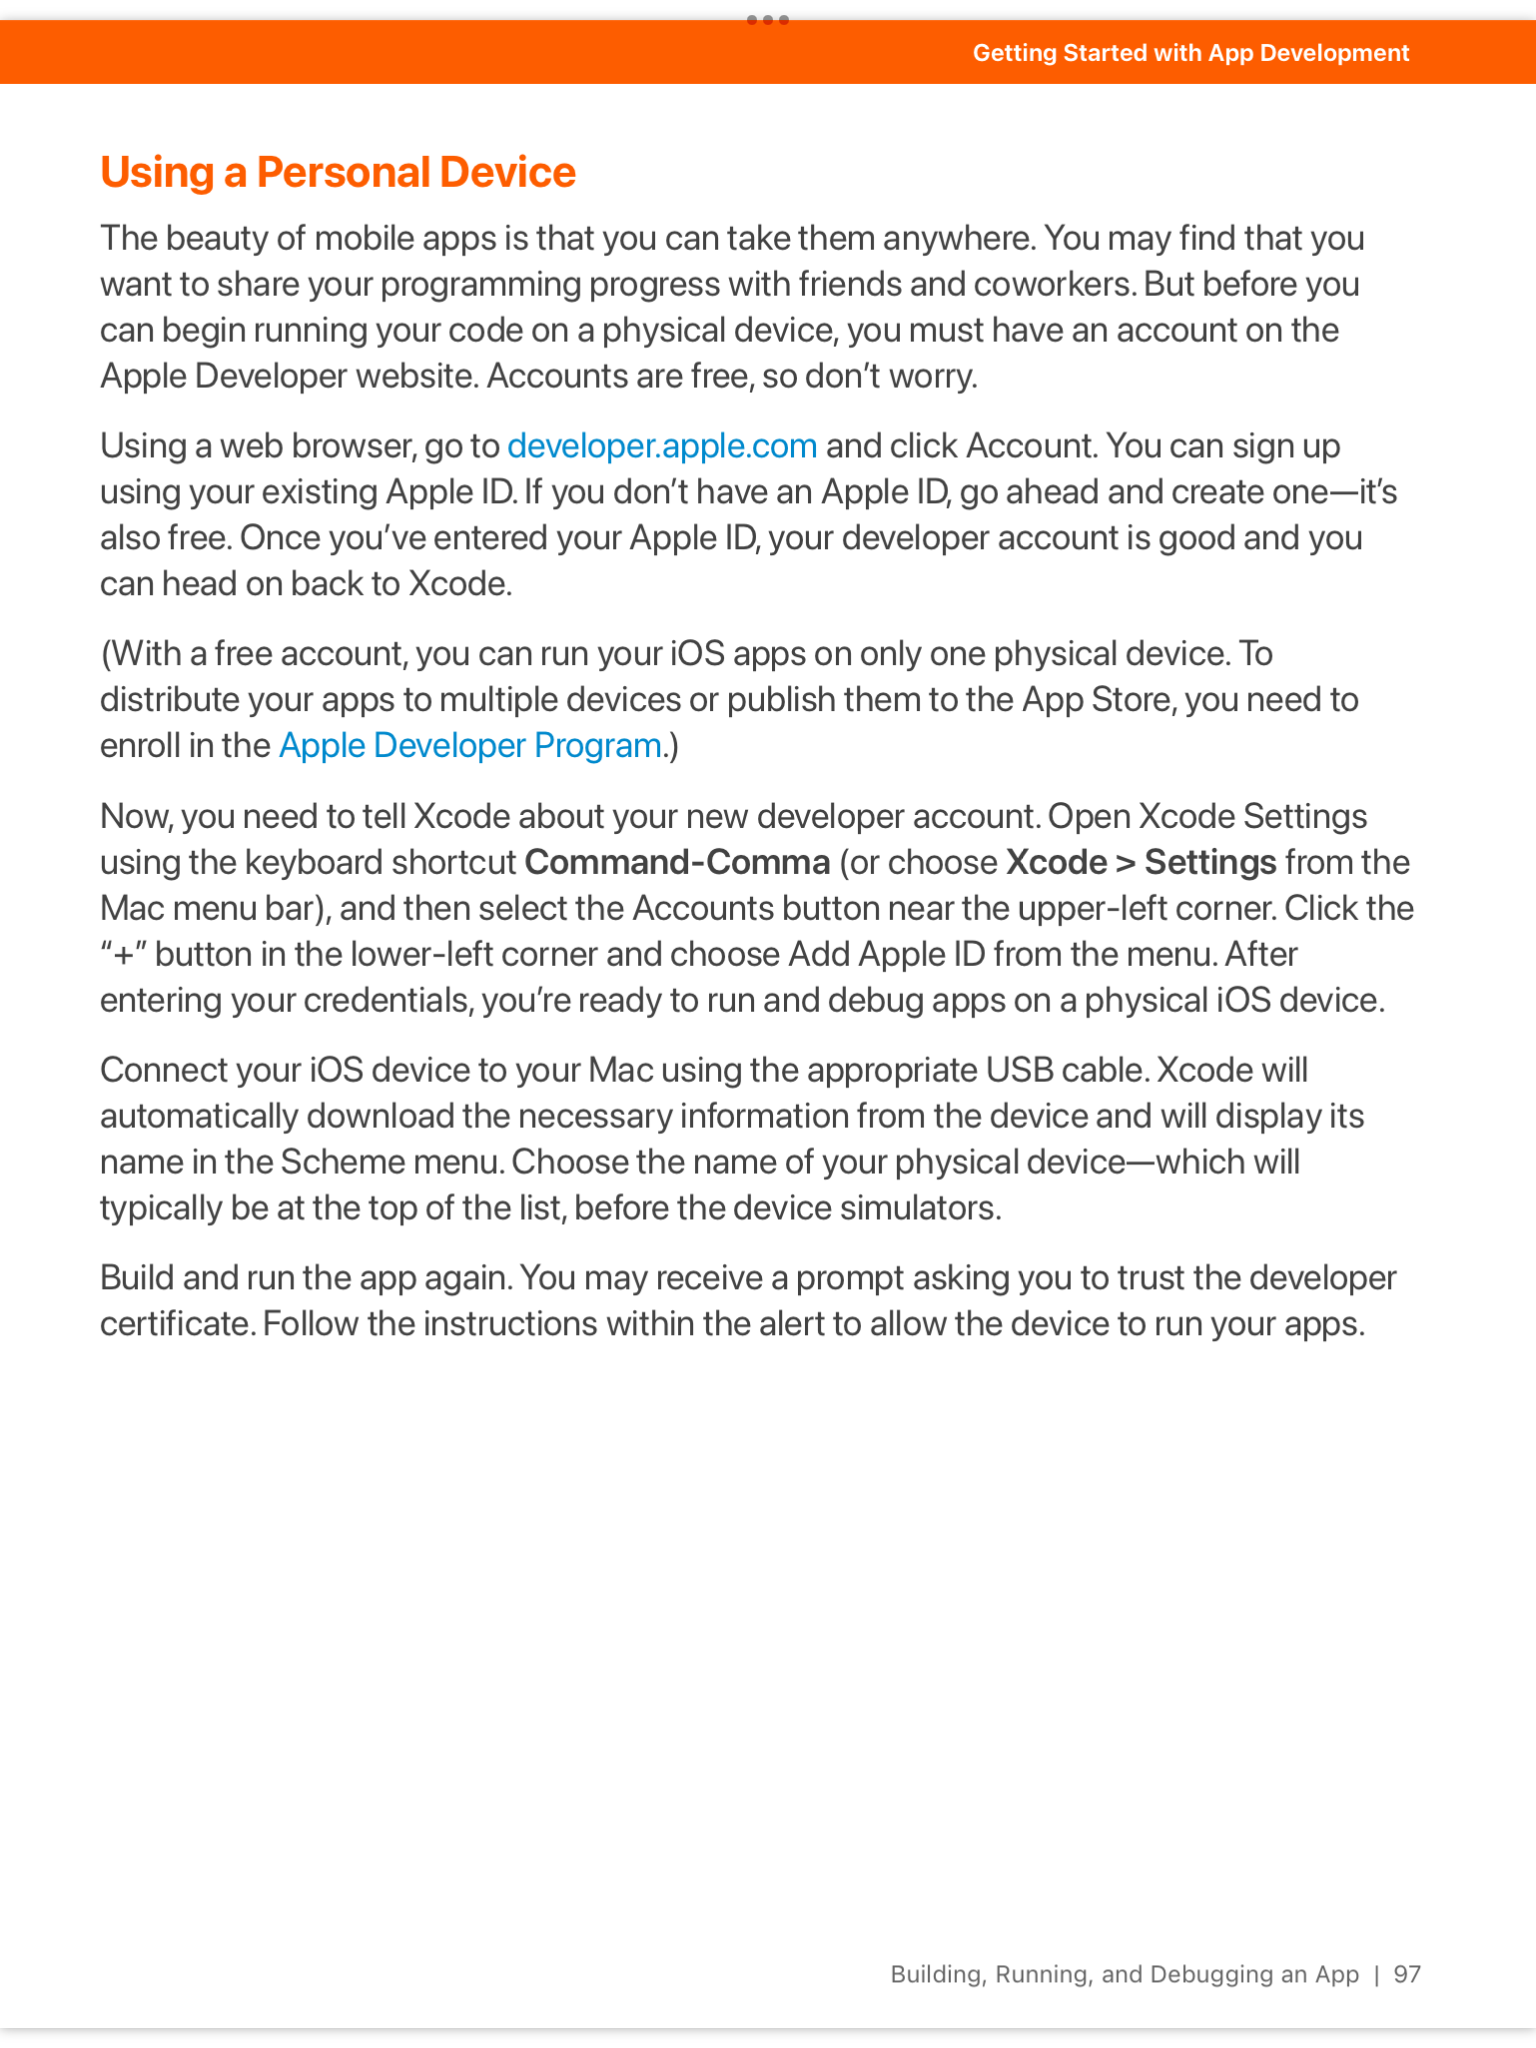 Getting Started with App Development
Using a Personal Device
The beauty of mobile apps is that you can take them anywhere. You may find that you
want to share your programming progress with friends and coworkers. But before you
can begin running your code on a physical device, you must have an account on the
Apple Developer website. Accounts are free, so don’t worry.
Using a web browser, go to developer.apple.com and click Account. You can sign up
using your existing Apple ID. If you don’t have an Apple ID, go ahead and create one—it’s
also free. Once you’ve entered your Apple ID, your developer account is good and you
can head on back to Xcode.
(With a free account, you can run your iOS apps on only one physical device. To
distribute your apps to multiple devices or publish them to the App Store, you need to
enroll in the Apple Developer Program.)
Now, you need to tell Xcode about your new developer account. Open Xcode Settings
using the keyboard shortcut Command-Comma (or choose Xcode > Settings from the
Mac menu bar), and then select the Accounts button near the upper-left corner. Click the
“+” button in the lower-left corner and choose Add Apple ID from the menu. After
entering your credentials, you’re ready to run and debug apps on a physical iOS device.
Connect your iOS device to your Mac using the appropriate USB cable. Xcode will
automatically download the necessary information from the device and will display its
name in the Scheme menu. Choose the name of your physical device—which will
typically be at the top of the list, before the device simulators.
Build and run the app again. You may receive a prompt asking you to trust the developer
certificate. Follow the instructions within the alert to allow the device to run your apps.
Building, Running, and Debugging an App | 97